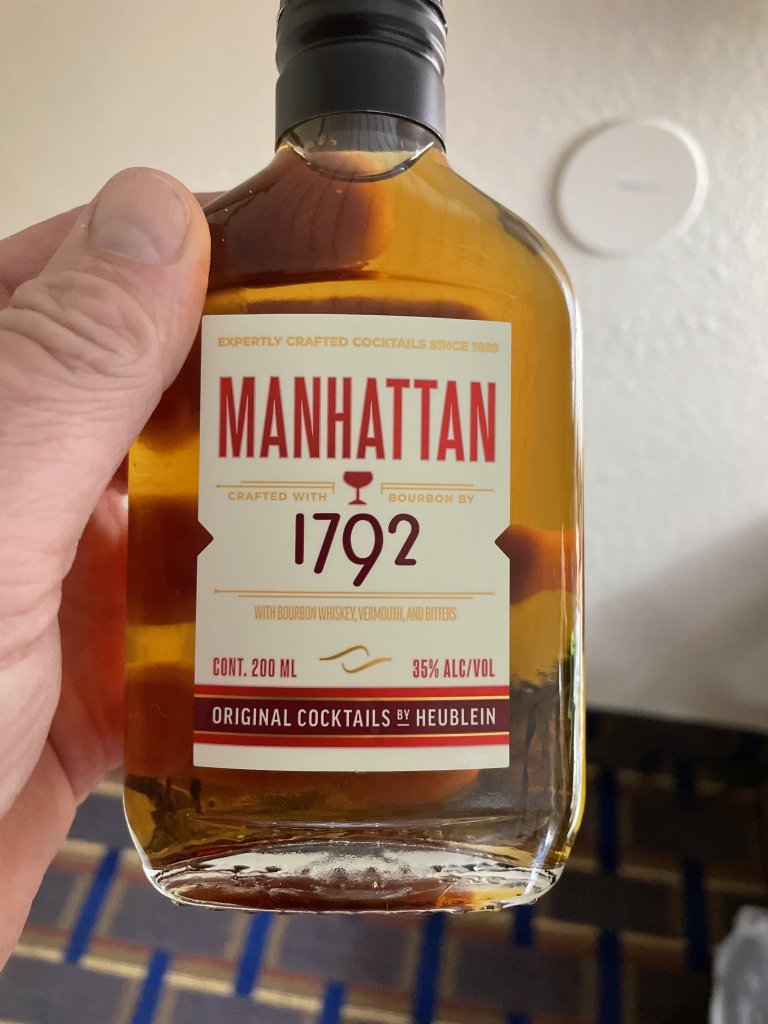 EXPERTLY CRAFTED COCKTAILS SINCE 1892
MANHATTAN
CRAFTED WITH BOURBON BY
1792
WITH BOURBON WHISKEY, VERMOUTH, AND BITTERS
CONT. 200 ML 35% ALC/VOL
ORIGINAL COCKTAILS BY HEUBLEIN